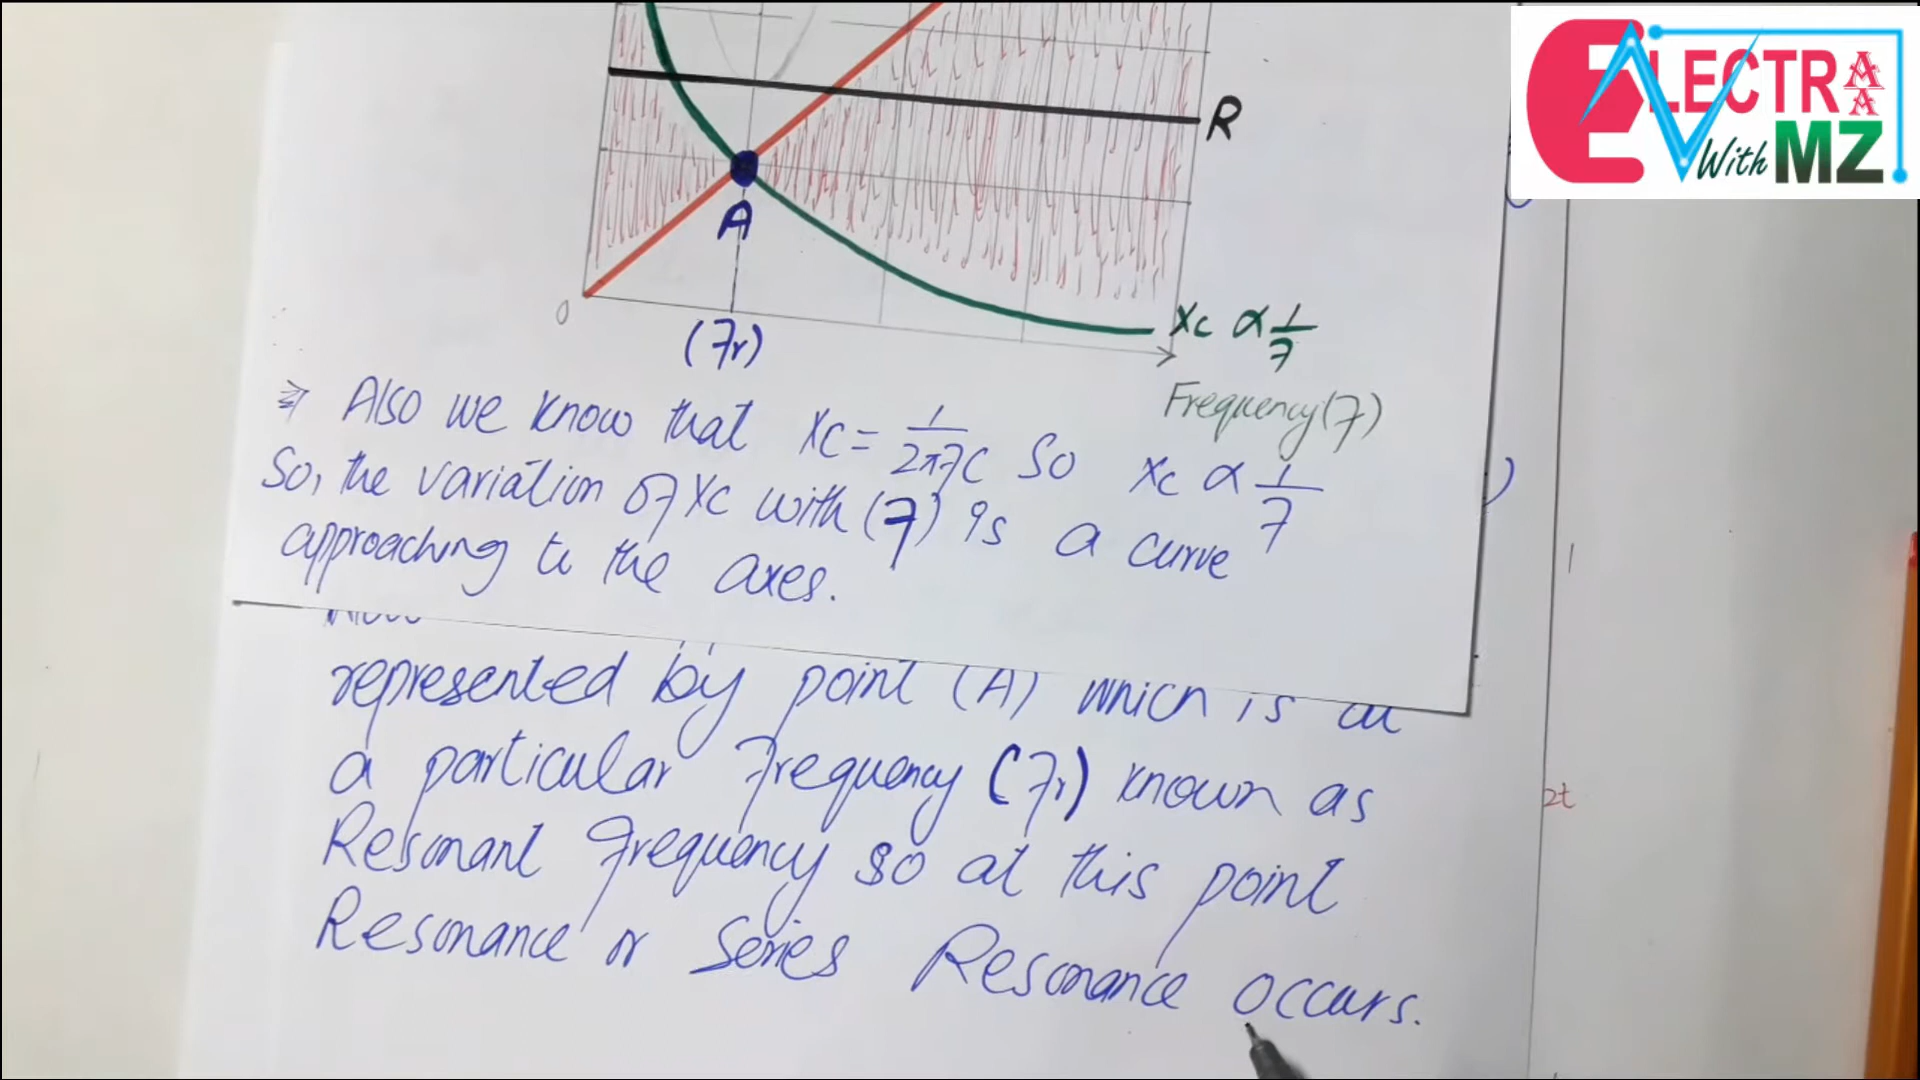 ELECTRA
With MZ
R
A
0
(fr)
Xc ∝ 1/f
Frequency (f)
⇒ Also we know that Xc = 1/2πfC So Xc ∝ 1/f
So, the variation of Xc with (f) is a curve
approaching to the axes.
represented by point (A) which is at
a particular frequency (fr) known as
Resonant frequency so at this point
Resonance or Series Resonance occurs.
2t